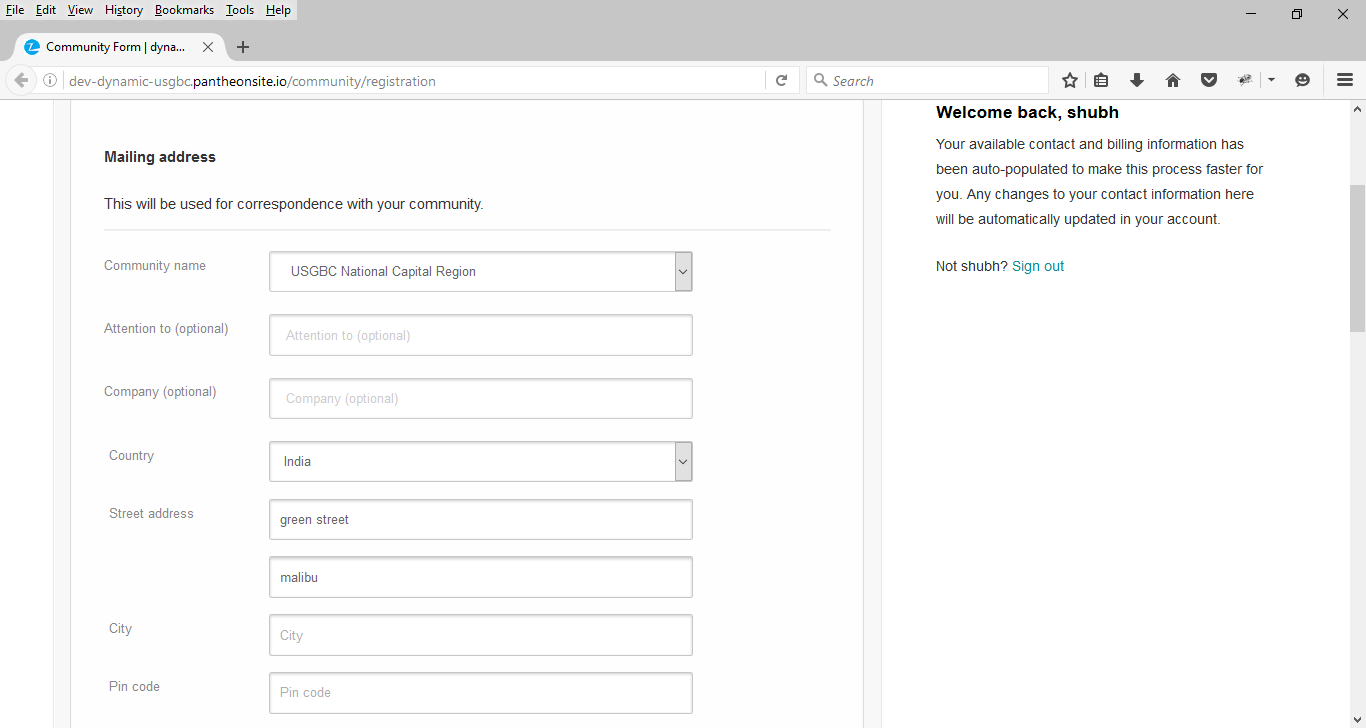 File Edit View History Bookmarks Tools Help
Community Form | dyna...
dev-dynamic-usgbc.pantheonsite.io/community/registration
Search
Mailing address
This will be used for correspondence with your community.
Community name
USGBC National Capital Region
Attention to (optional)
Attention to (optional)
Company (optional)
Company (optional)
Country
India
Street address
green street
malibu
City
City
Pin code
Pin code
Welcome back, shubh
Your available contact and billing information has
been auto-populated to make this process faster for
you. Any changes to your contact information here
will be automatically updated in your account.
Not shubh? Sign out